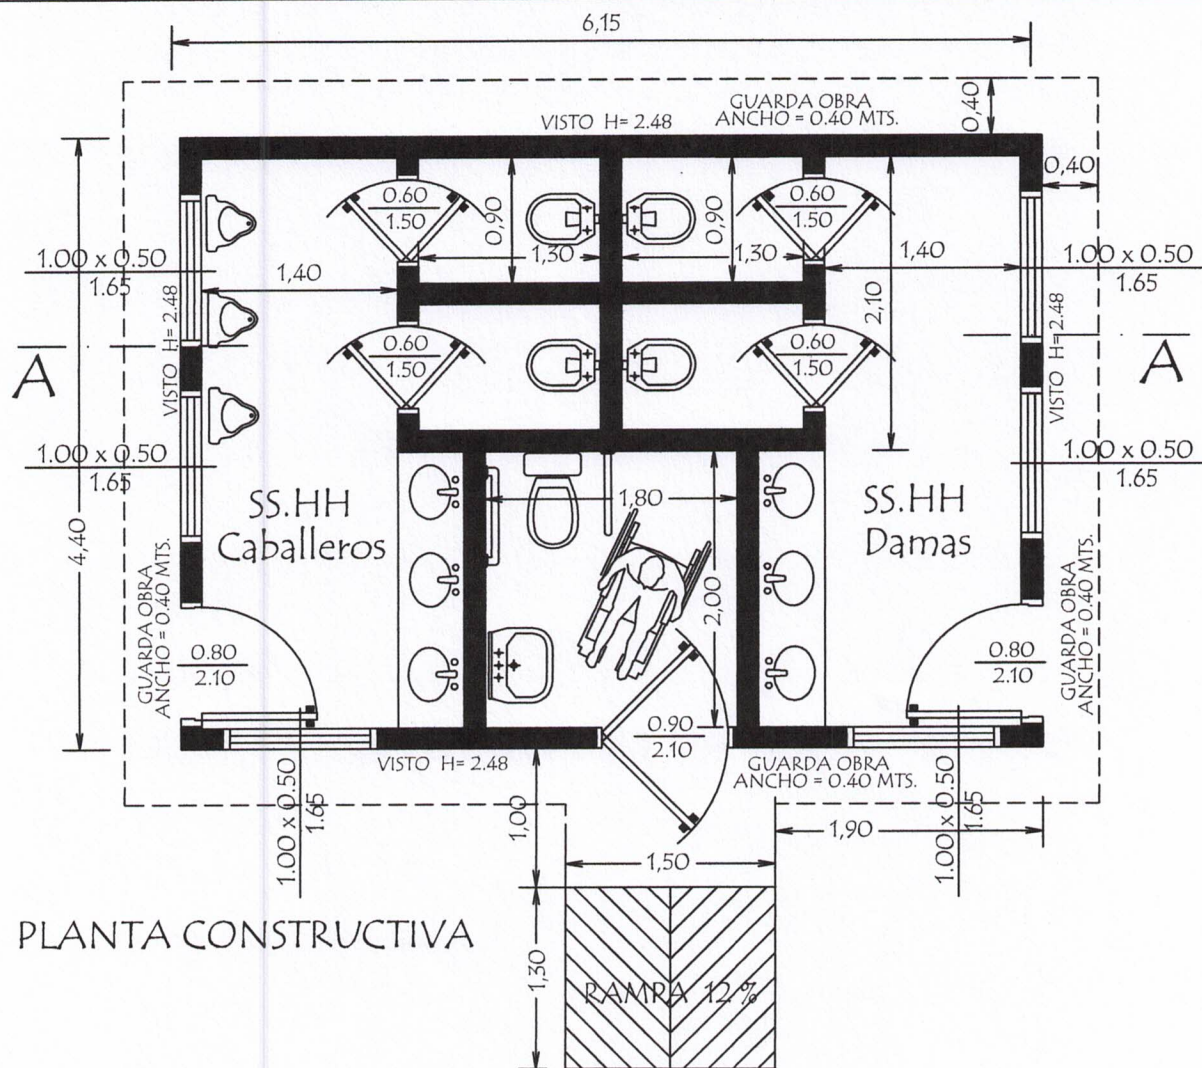 6,15
GUARDA OBRA
ANCHO = 0.40 MTS.
VISTO H= 2.48
0,40
0,40
0.60
1.50
0,90
1,30
0,90
1,30
0.60
1.50
1,40
1.00 x 0.50
1.65
1,40
1.00 x 0.50
1.65
VISTO H= 2.48
2,10
VISTO H= 2.48
A
A
0.60
1.50
0.60
1.50
1.00 x 0.50
1.65
1.00 x 0.50
1.65
SS.HH
Caballeros
1,80
SS.HH
Damas
4,40
2,00
GUARDA OBRA
ANCHO = 0.40 MTS.
GUARDA OBRA
ANCHO = 0.40 MTS.
0.80
2.10
0.80
2.10
0.90
2.10
VISTO H= 2.48
GUARDA OBRA
ANCHO = 0.40 MTS.
1.00 x 0.50
1.65
1,00
1.00 x 0.50
1.65
1,90
1,50
PLANTA CONSTRUCTIVA
1,30
RAMPA 12 %